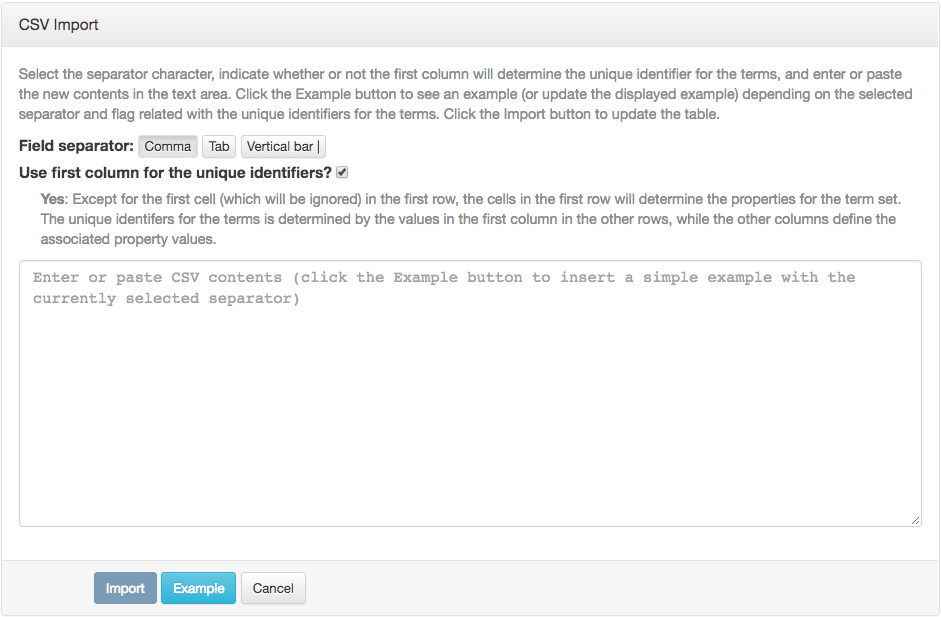 CSV Import
Select the separator character, indicate whether or not the first column will determine the unique identifier for the terms, and enter or paste
the new contents in the text area. Click the Example button to see an example (or update the displayed example) depending on the selected
separator and flag related with the unique identifiers for the terms. Click the Import button to update the table.
Field separator: Comma Tab Vertical bar |
Use first column for the unique identifiers?
Yes: Except for the first cell (which will be ignored) in the first row, the cells in the first row will determine the properties for the term set.
The unique identifers for the terms is determined by the values in the first column in the other rows, while the other columns define the
associated property values.
Enter or paste CSV contents (click the Example button to insert a simple example with the
currently selected separator)
Import Example Cancel